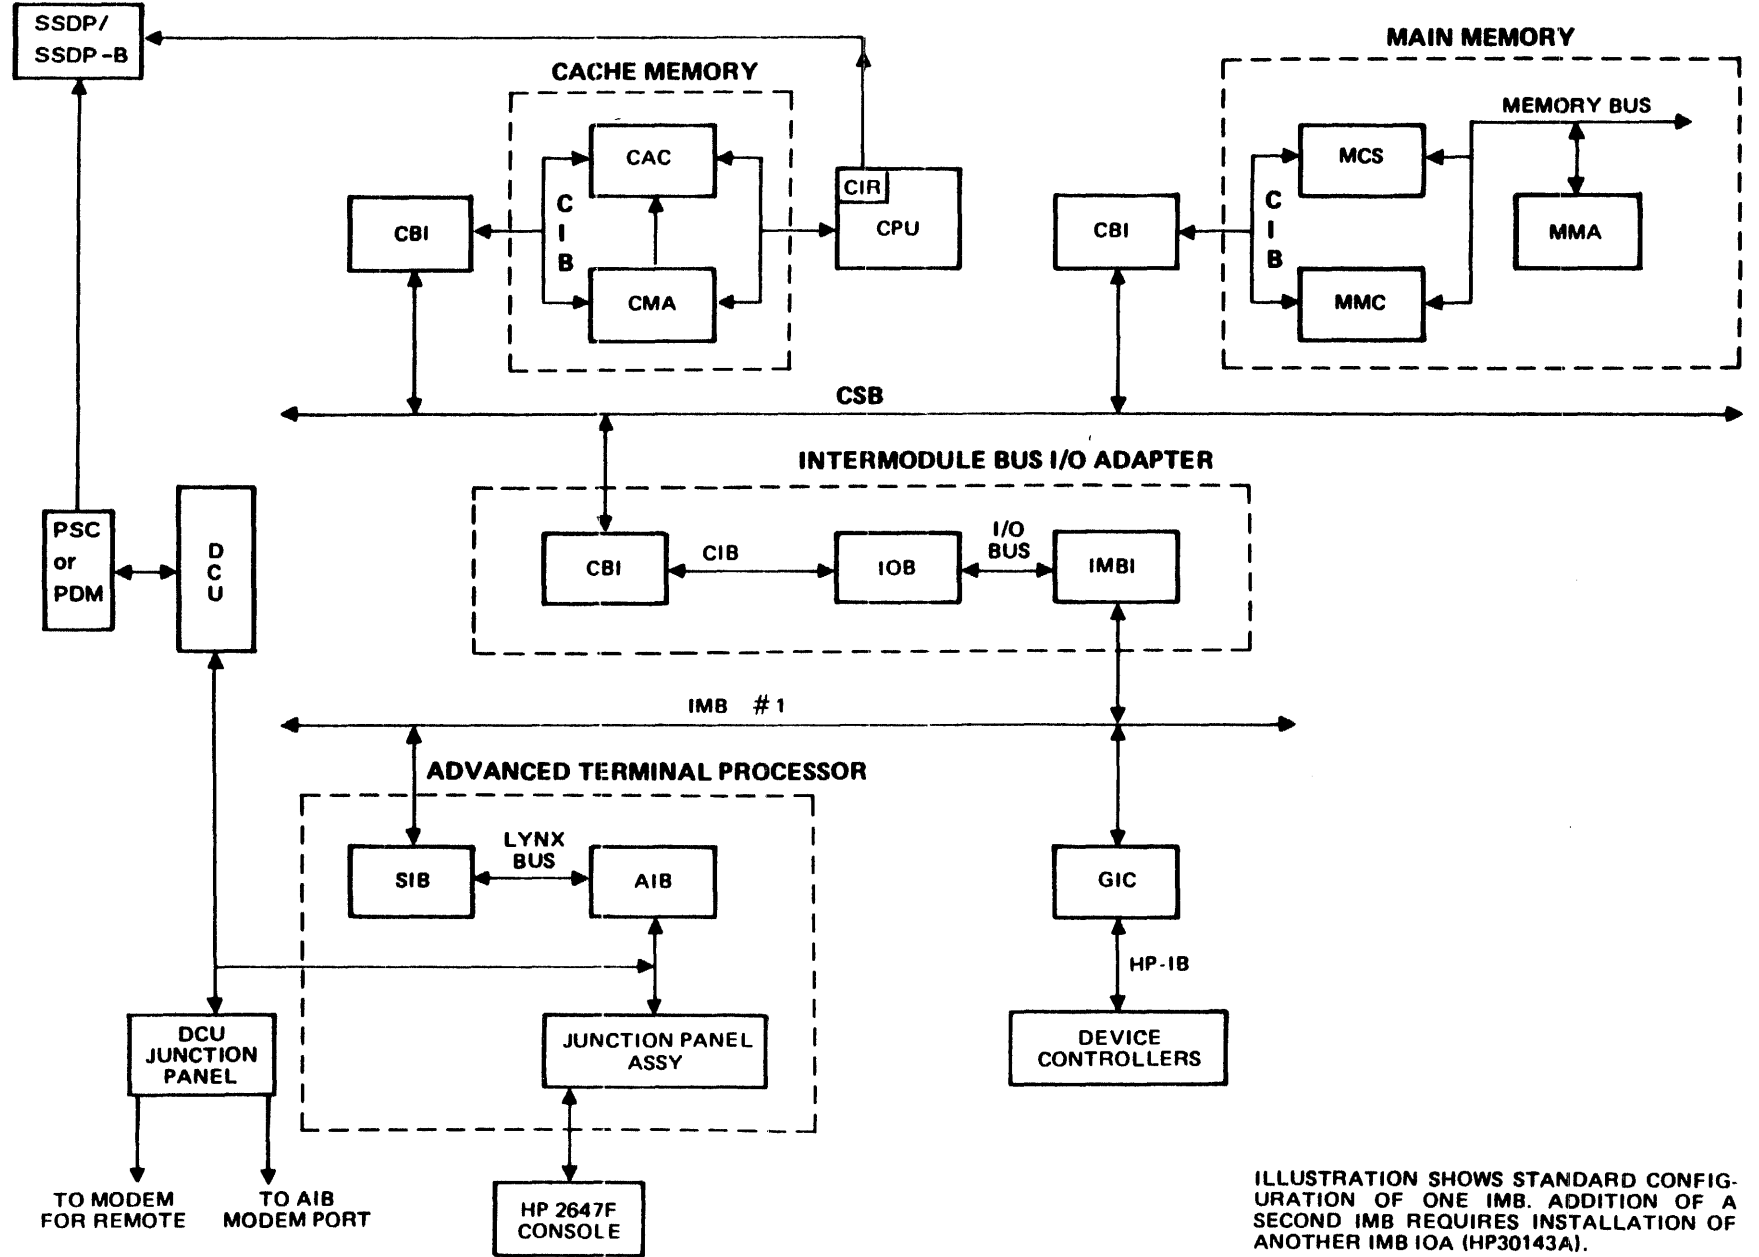 SSDP/
SSDP-B
CACHE MEMORY
MAIN MEMORY
MEMORY BUS
CAC
CIR
CPU
CBI
C
I
B
CMA
CBI
C
I
B
MCS
MMC
MMA
CSB
INTERMODULE BUS I/O ADAPTER
PSC
or
PDM
D
C
U
CBI
CIB
IOB
I/O
BUS
IMBI
IMB #1
ADVANCED TERMINAL PROCESSOR
SIB
LYNX
BUS
AIB
GIC
HP-IB
DCU
JUNCTION
PANEL
JUNCTION PANEL
ASSY
DEVICE
CONTROLLERS
TO MODEM
FOR REMOTE
TO AIB
MODEM PORT
HP 2647F
CONSOLE
ILLUSTRATION SHOWS STANDARD CONFIG-
URATION OF ONE IMB. ADDITION OF A
SECOND IMB REQUIRES INSTALLATION OF
ANOTHER IMB IOA (HP30143A).